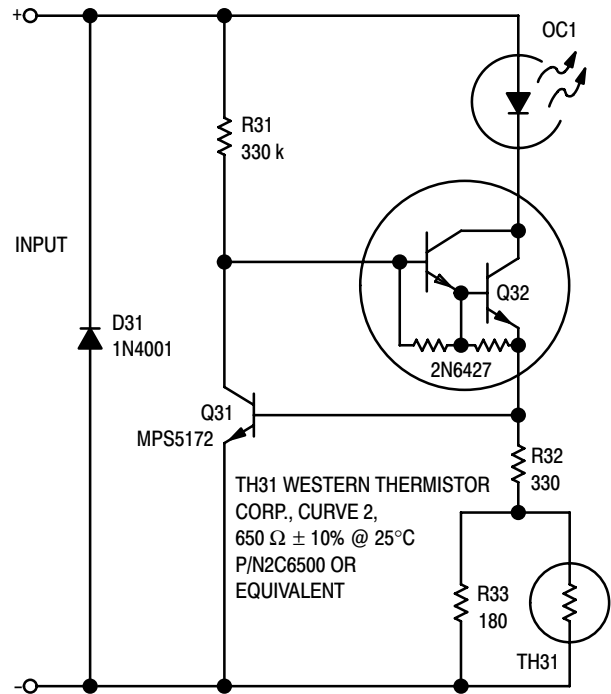 +
OC1
R31
330 k
INPUT
Q32
D31
1N4001
2N6427
Q31
MPS5172
R32
330
TH31 WESTERN THERMISTOR
CORP., CURVE 2,
650 Ω ± 10% @ 25°C
P/N2C6500 OR
EQUIVALENT
R33
180
TH31
–